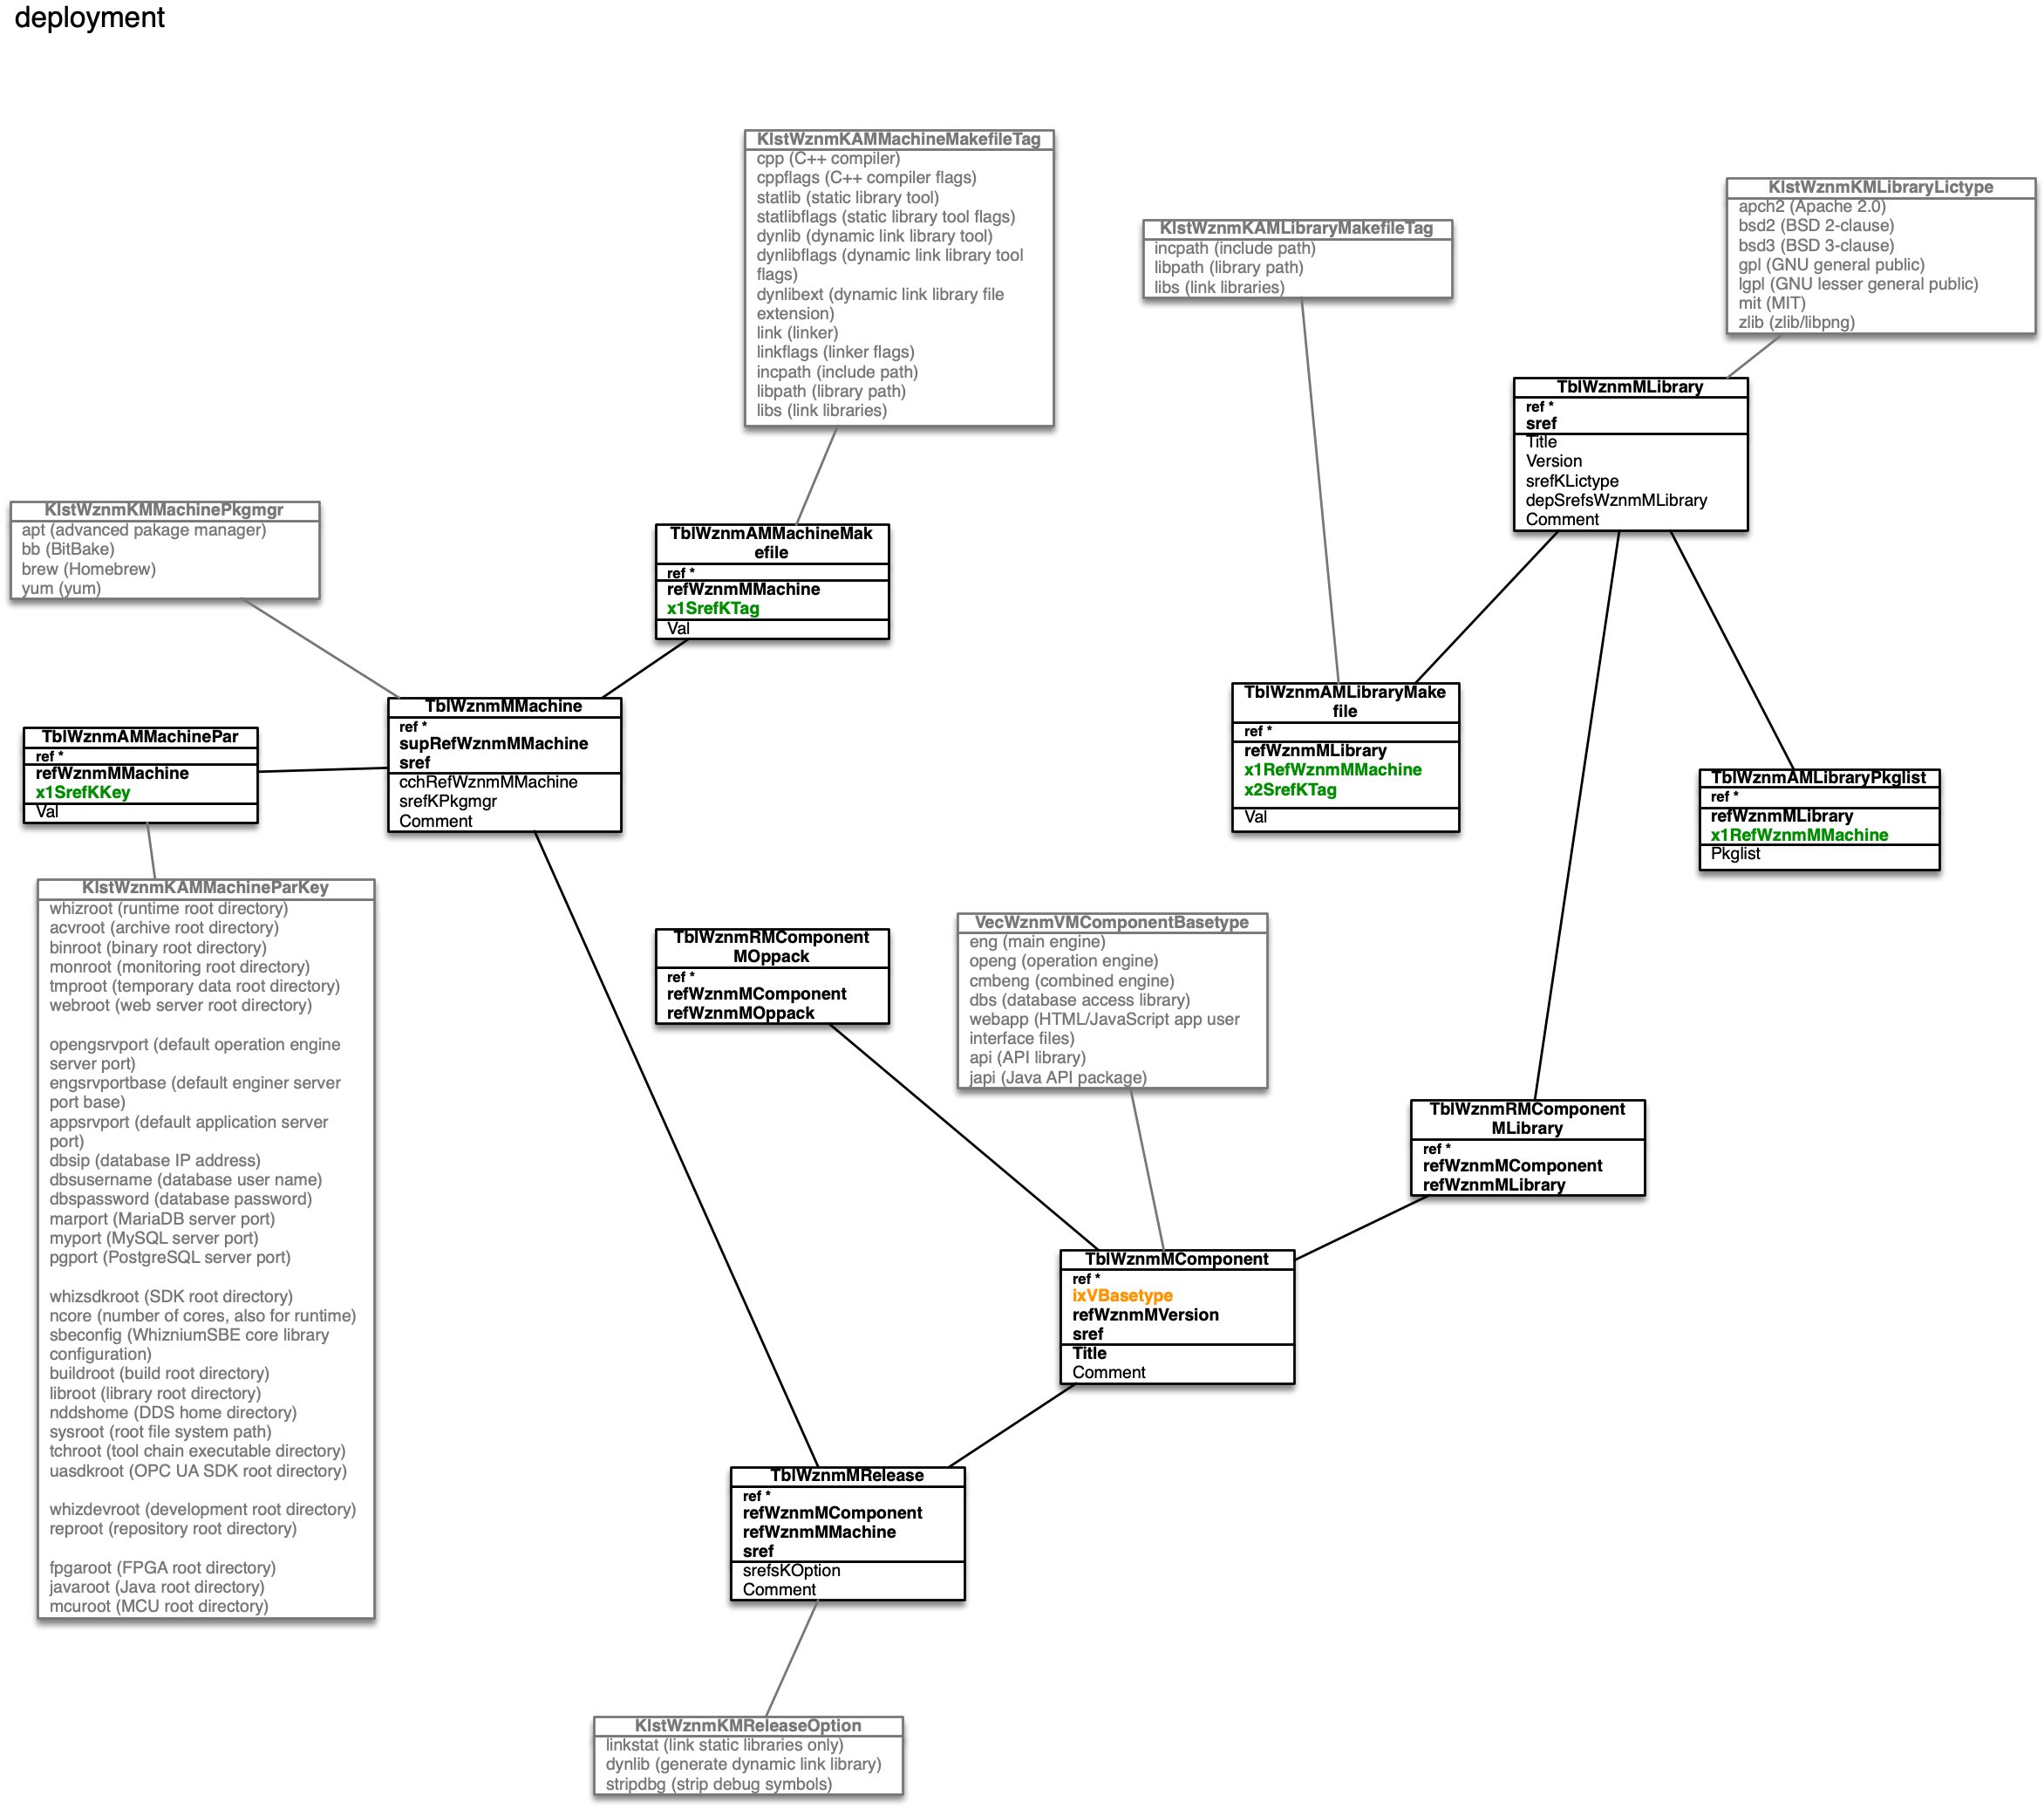 deployment
KlstWznmKAMMachineMakefileTag
cpp (C++ compiler)
cppflags (C++ compiler flags)
statlib (static library tool)
statlibflags (static library tool flags)
dynlib (dynamic link library tool)
dynlibflags (dynamic link library tool
flags)
dynlibext (dynamic link library file
extension)
link (linker)
linkflags (linker flags)
incpath (include path)
libpath (library path)
libs (link libraries)
KlstWznmKMLibraryLictype
apch2 (Apache 2.0)
bsd2 (BSD 2-clause)
bsd3 (BSD 3-clause)
gpl (GNU general public)
lgpl (GNU lesser general public)
mit (MIT)
zlib (zlib/libpng)
KlstWznmKAMLibraryMakefileTag
incpath (include path)
libpath (library path)
libs (link libraries)
TblWznmMLibrary
ref *
sref
Title
Version
srefKLictype
depSrefsWznmMLibrary
Comment
KlstWznmKMMachinePkgmgr
apt (advanced pakage manager)
bb (BitBake)
brew (Homebrew)
yum (yum)
TblWznmAMMachineMak
efile
ref *
refWznmMMachine
x1SrefKTag
Val
TblWznmAMLibraryMake
file
ref *
refWznmMLibrary
x1RefWznmMMachine
x2SrefKTag
Val
TblWznmMMachine
ref *
supRefWznmMMachine
sref
cchRefWznmMMachine
srefKPkgmgr
Comment
TblWznmAMMachinePar
ref *
refWznmMMachine
x1SrefKKey
Val
TblWznmAMLibraryPkglist
ref *
refWznmMLibrary
x1RefWznmMMachine
Pkglist
KlstWznmKAMMachineParKey
whizroot (runtime root directory)
acvroot (archive root directory)
binroot (binary root directory)
monroot (monitoring root directory)
tmproot (temporary data root directory)
webroot (web server root directory)
opengsrvport (default operation engine
server port)
engsrvportbase (default enginer server
port base)
appsrvport (default application server
port)
dbsip (database IP address)
dbsusername (database user name)
dbspassword (database password)
marport (MariaDB server port)
myport (MySQL server port)
pgport (PostgreSQL server port)
whizsdkroot (SDK root directory)
ncore (number of cores, also for runtime)
sbeconfig (WhizniumSBE core library
configuration)
buildroot (build root directory)
libroot (library root directory)
nddshome (DDS home directory)
sysroot (root file system path)
tchroot (tool chain executable directory)
uasdkroot (OPC UA SDK root directory)
whizdevroot (development root directory)
reproot (repository root directory)
fpgaroot (FPGA root directory)
javaroot (Java root directory)
mcuroot (MCU root directory)
TblWznmRMComponent
MOppack
ref *
refWznmMComponent
refWznmMOppack
VecWznmVMComponentBasetype
eng (main engine)
openg (operation engine)
cmbeng (combined engine)
dbs (database access library)
webapp (HTML/JavaScript app user
interface files)
api (API library)
japi (Java API package)
TblWznmRMComponent
MLibrary
ref *
refWznmMComponent
refWznmMLibrary
TblWznmMComponent
ref *
ixVBasetype
refWznmMVersion
sref
Title
Comment
TblWznmMRelease
ref *
refWznmMComponent
refWznmMMachine
sref
srefsKOption
Comment
KlstWznmKMReleaseOption
linkstat (link static libraries only)
dynlib (generate dynamic link library)
stripdbg (strip debug symbols)